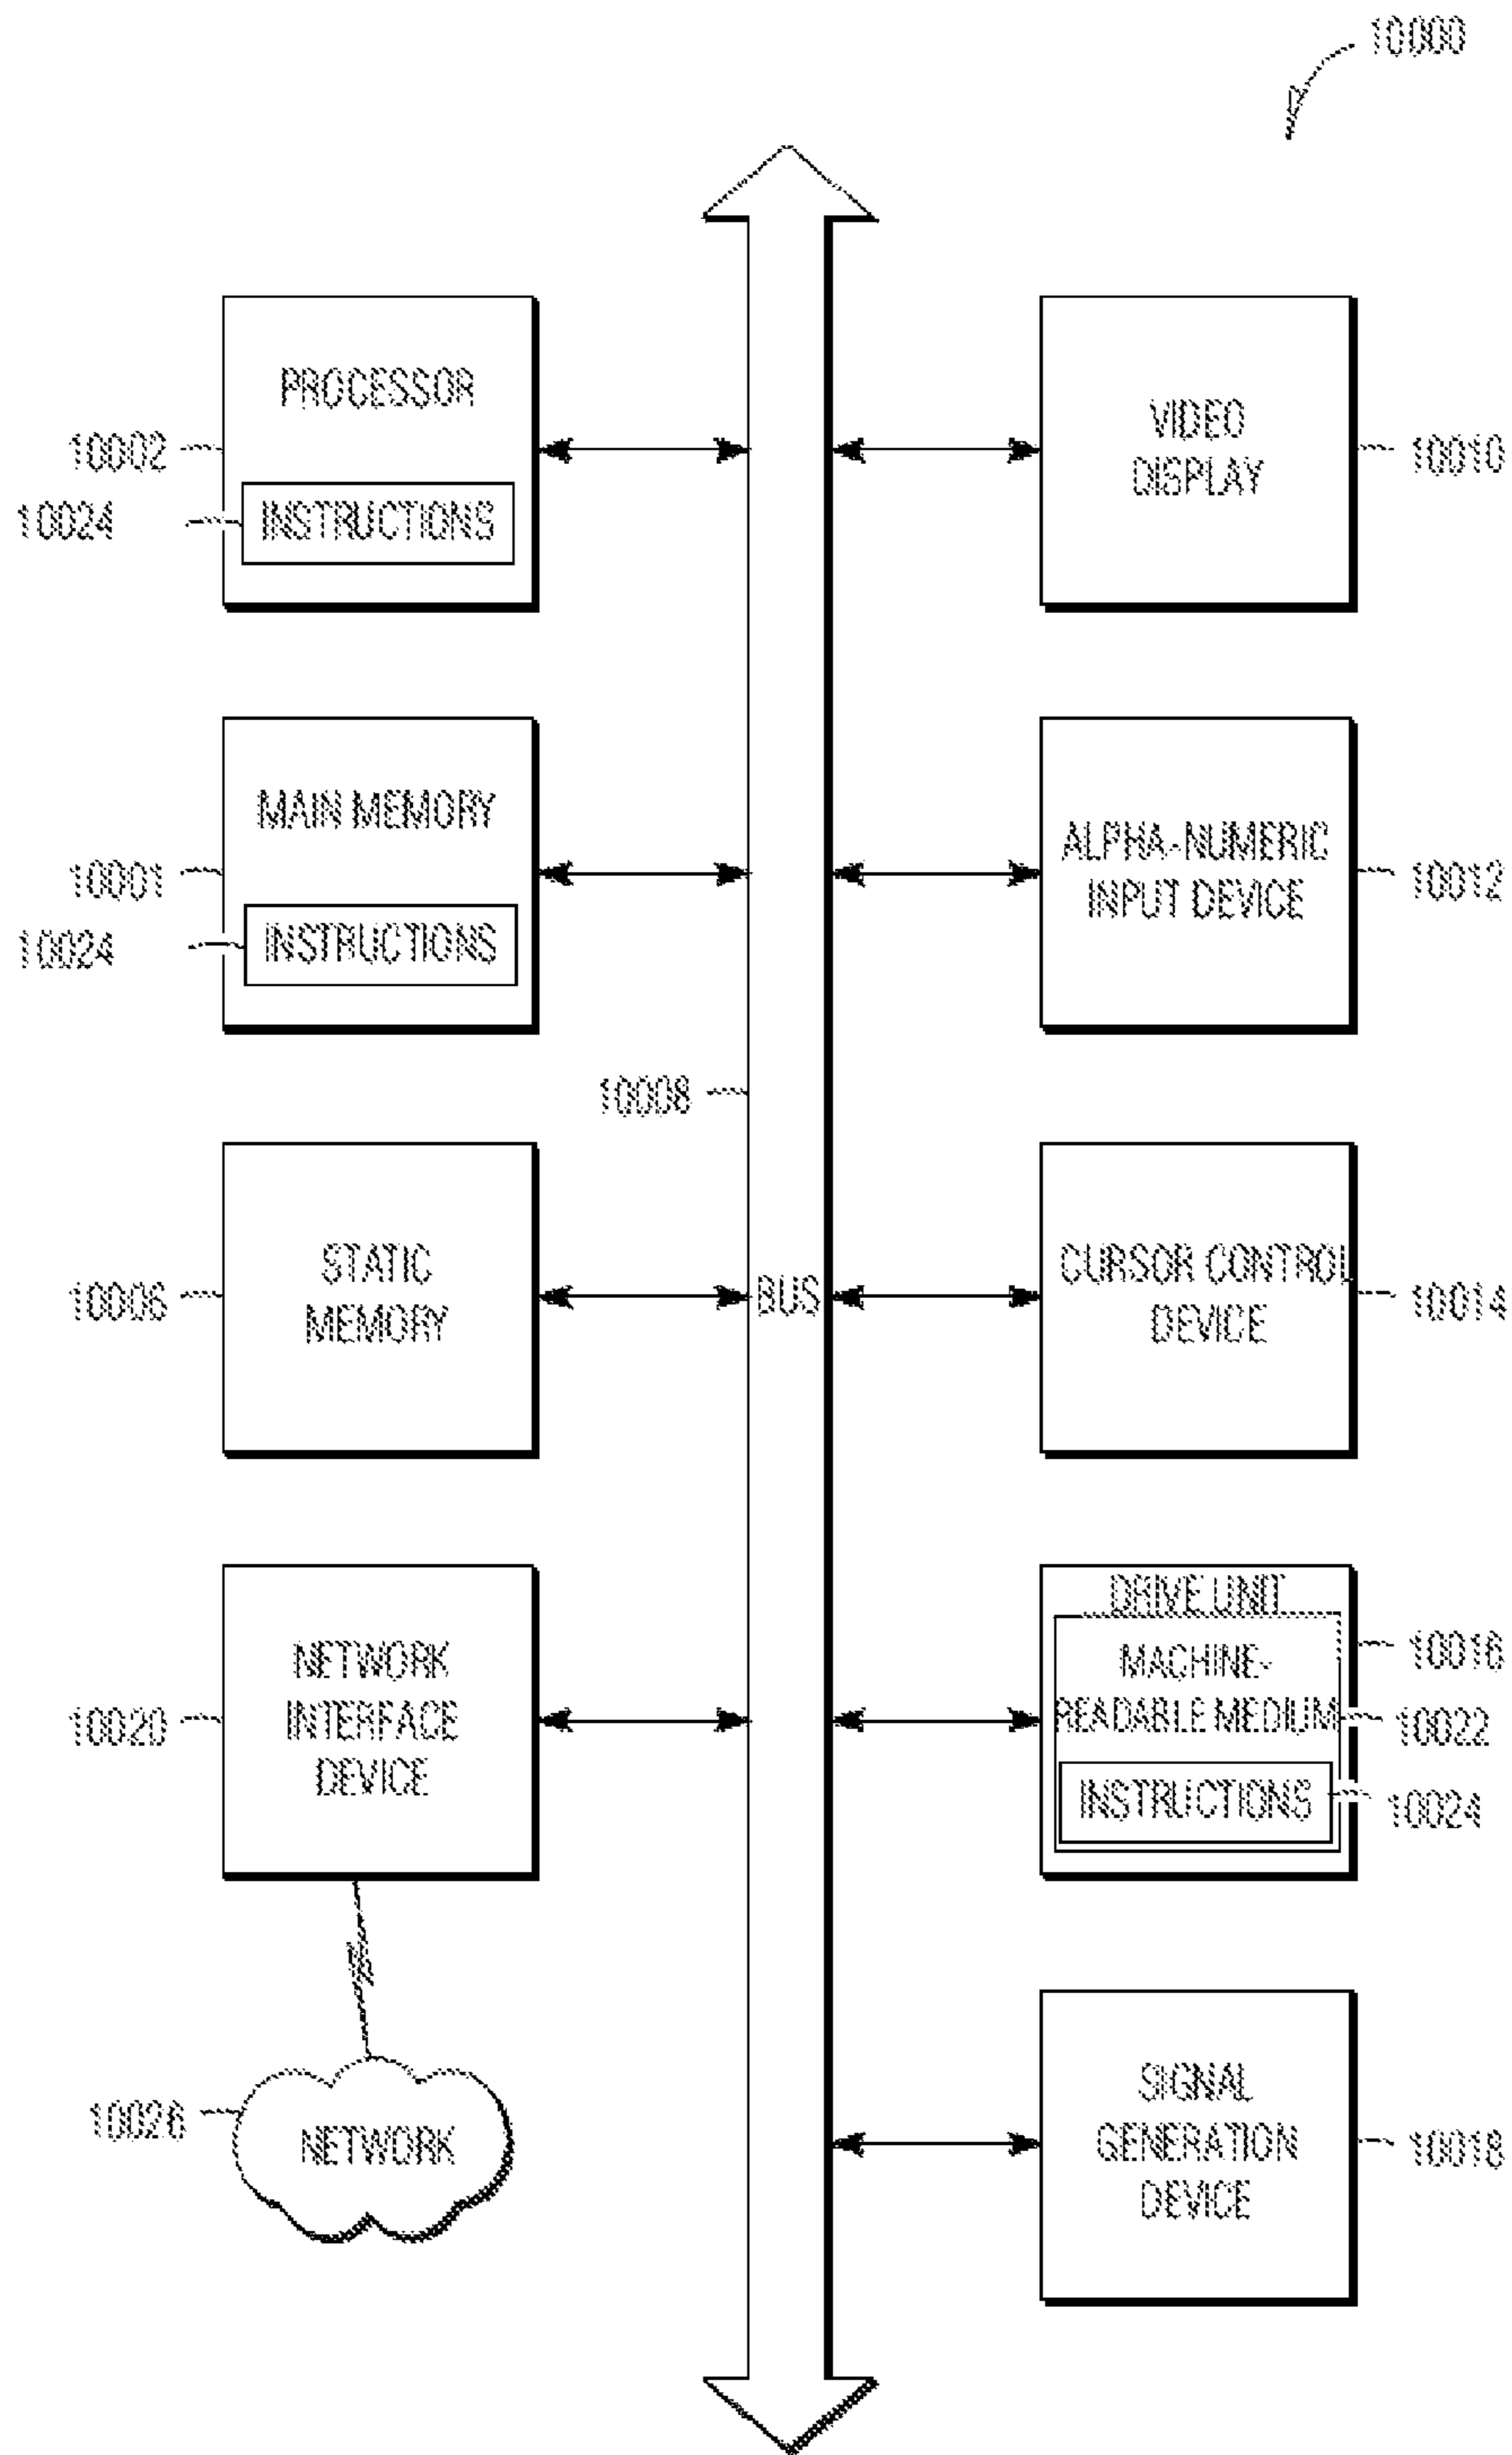 10000
PROCESSOR
10002
10024
INSTRUCTIONS
VIDEO
DISPLAY
10010
MAIN MEMORY
10001
10024
INSTRUCTIONS
ALPHA-NUMERIC
INPUT DEVICE
10012
10008
STATIC
MEMORY
10006
BUS
CURSOR CONTROL
DEVICE
10014
NETWORK
INTERFACE
DEVICE
10020
DRIVE UNIT
10016
MACHINE-
READABLE MEDIUM
10022
INSTRUCTIONS
10024
10026
NETWORK
SIGNAL
GENERATION
DEVICE
10018